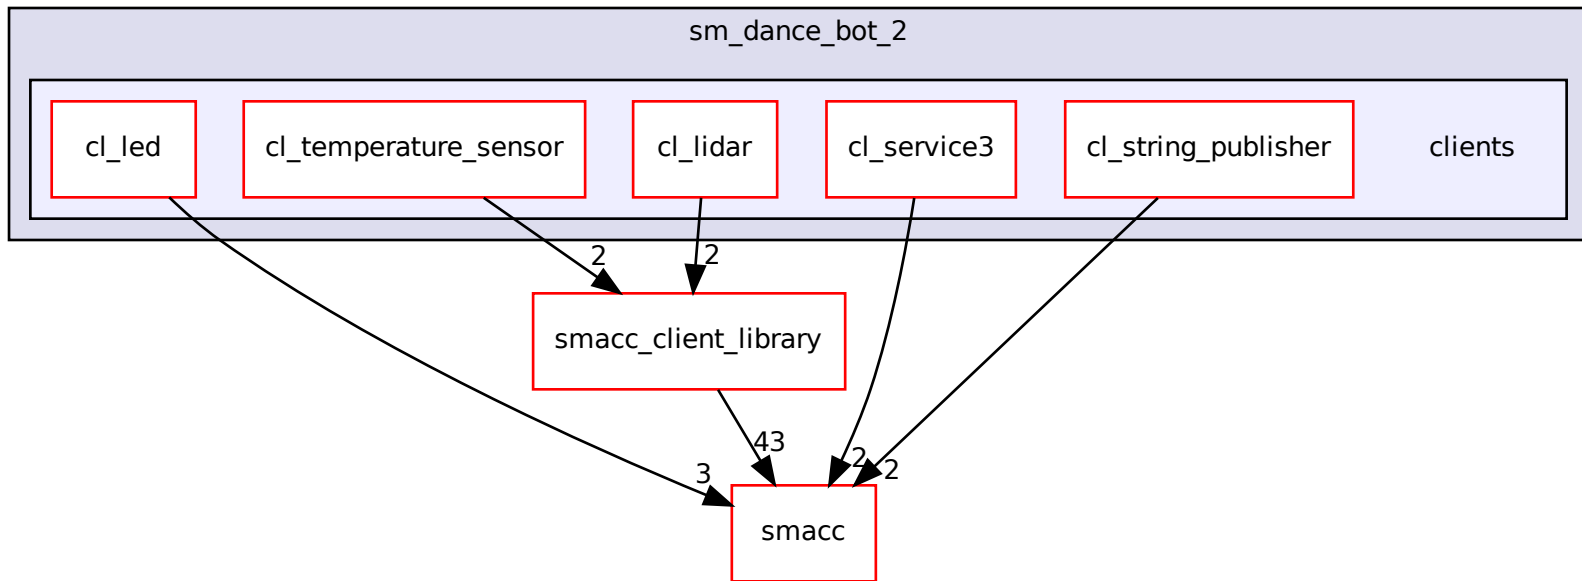 sm_dance_bot_2
cl_led
cl_temperature_sensor
cl_lidar
cl_service3
cl_string_publisher
clients
2
2
smacc_client_library
43
3
2
2
smacc